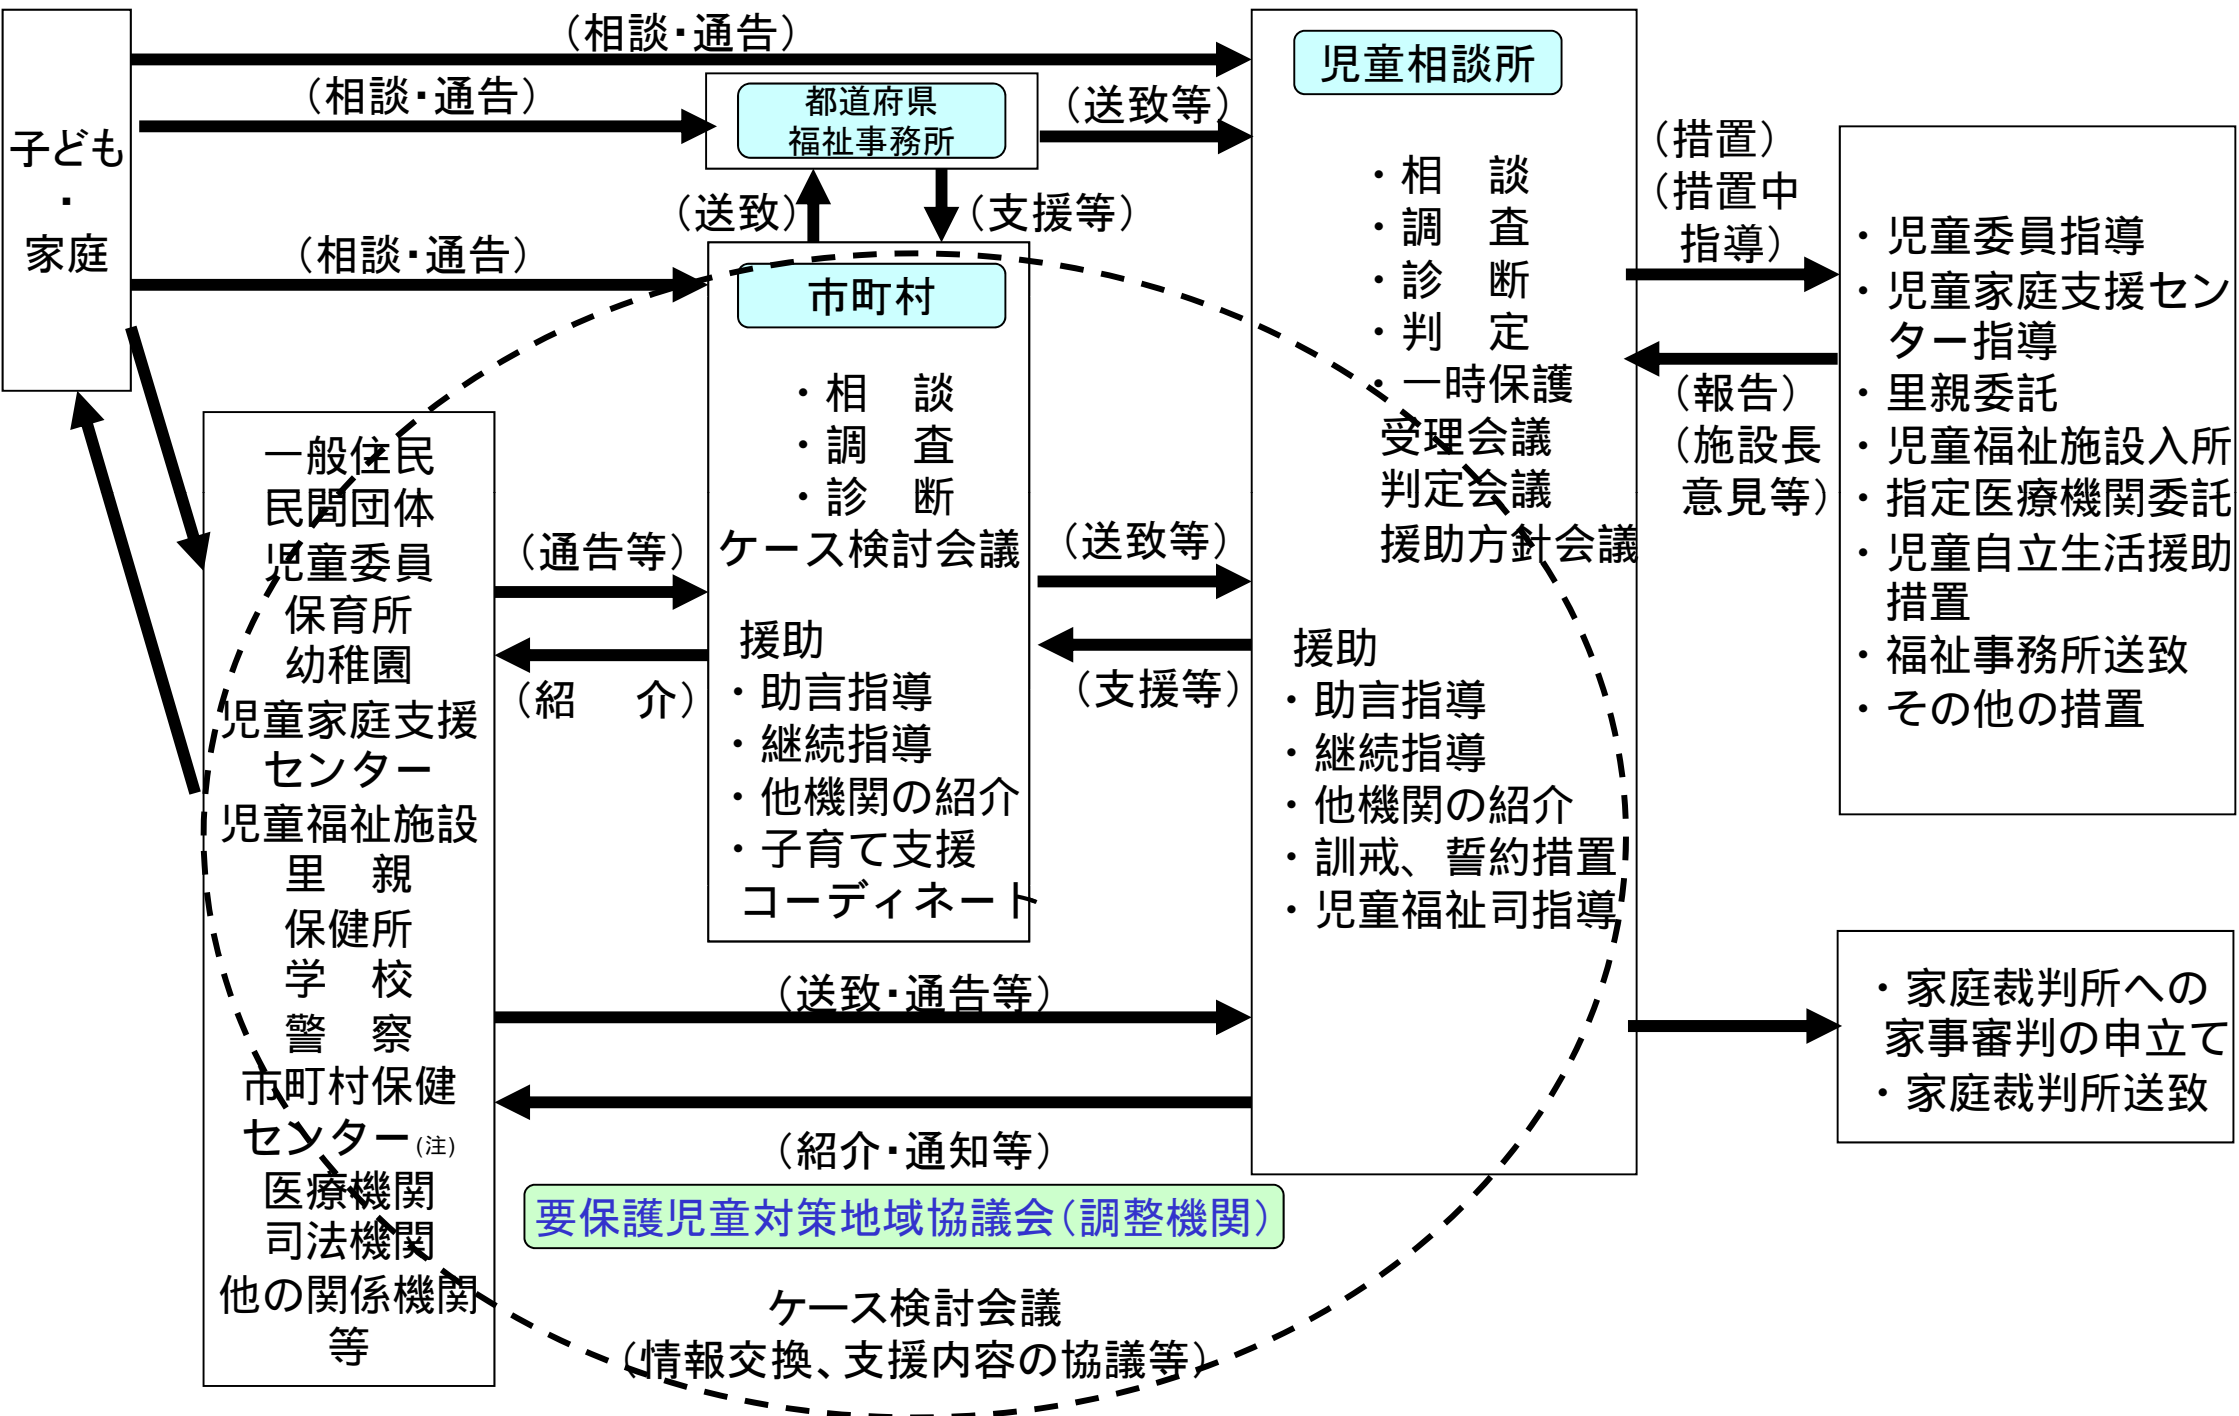 子ども
・
家庭
（相談・通告）
（相談・通告）
（相談・通告）
都道府県
福祉事務所
（送致等）
（送致）
（支援等）
一般住民
民間団体
児童委員
保育所
幼稚園
児童家庭支援
センター
児童福祉施設
里　親
保健所
学　校
警　察
市町村保健
センター(注)
医療機関
司法機関
他の関係機関
等
（通告等）
（紹　介）
市町村
・相　談
・調　査
・診　断
ケース検討会議
援助
・助言指導
・継続指導
・他機関の紹介
・子育て支援
コーディネート
（送致等）
（支援等）
（送致・通告等）
（紹介・通知等）
児童相談所
・相　談
・調　査
・診　断
・判　定
・一時保護
受理会議
判定会議
援助方針会議
援助
・助言指導
・継続指導
・他機関の紹介
・訓戒、誓約措置
・児童福祉司指導
（措置）
（措置中
指導）
（報告）
（施設長
意見等）
・児童委員指導
・児童家庭支援セン
ター指導
・里親委託
・児童福祉施設入所
・指定医療機関委託
・児童自立生活援助
措置
・福祉事務所送致
・その他の措置
・家庭裁判所への
家事審判の申立て
・家庭裁判所送致
要保護児童対策地域協議会（調整機関）
ケース検討会議
（情報交換、支援内容の協議等）